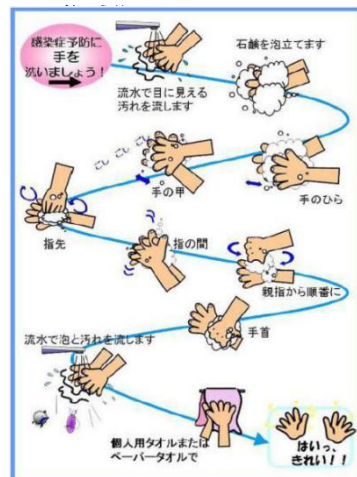 感染症予防に
手を
洗いましょう！
流水で目に見える
汚れを流します
石鹸を泡立てます
手のひら
手の甲
指先
指の間
親指から順番に
手首
流水で泡と汚れを流します
個人用タオルまたは
ペーパータオルで
はいっ、
きれい！！